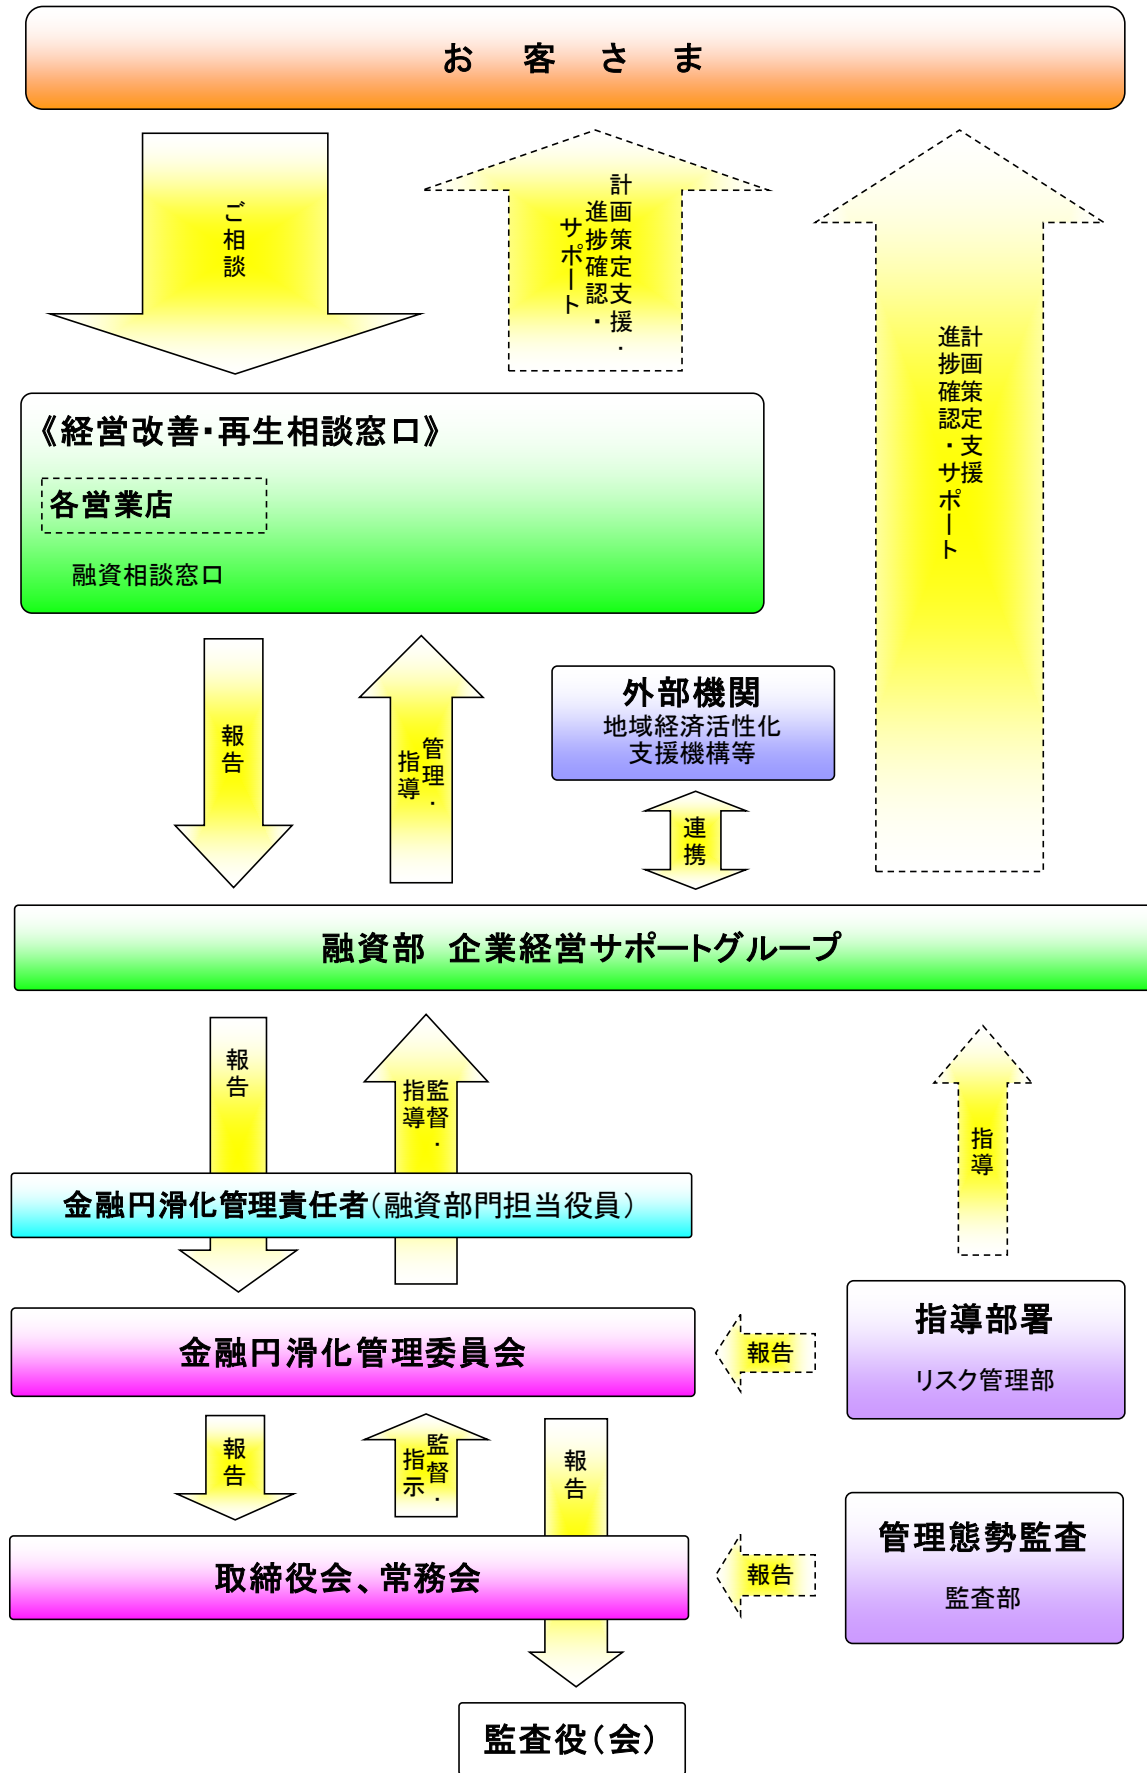 お客さま
ご相談
計画策定支援・
進捗確認・
サポート
計画策定支援
進捗確認・サポート
《経営改善・再生相談窓口》
各営業店
融資相談窓口
報告
管理・
指導
外部機関
地域経済活性化
支援機構等
連携
融資部 企業経営サポートグループ
報告
監督・
指導
指導
金融円滑化管理責任者（融資部門担当役員）
金融円滑化管理委員会
報告
指導部署
リスク管理部
報告
監督・
指示
報告
取締役会、常務会
報告
管理態勢監査
監査部
監査役（会）